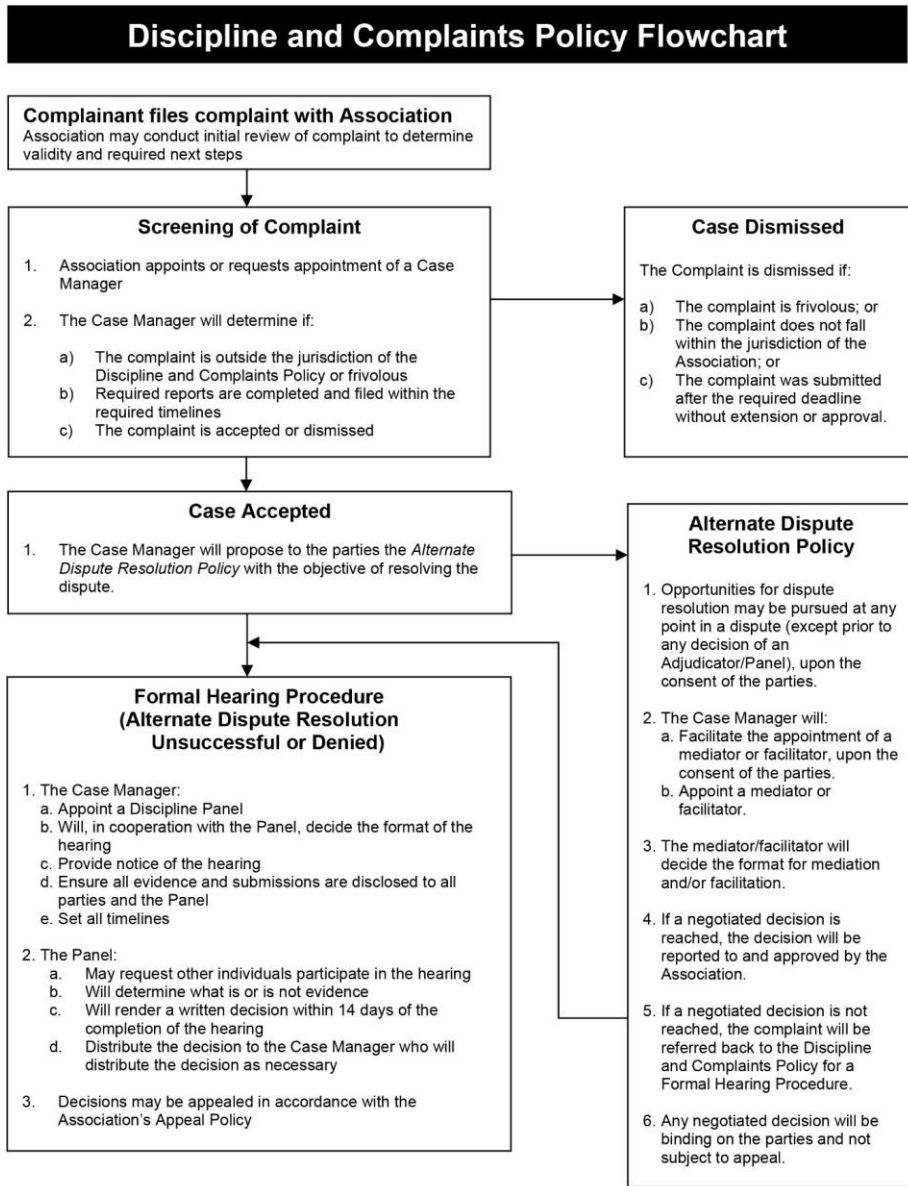 Discipline and Complaints Policy Flowchart
Complainant files complaint with Association
Association may conduct initial review of complaint to determine
validity and required next steps
Screening of Complaint
1. Association appoints or requests appointment of a Case
Manager
2. The Case Manager will determine if:
a) The complaint is outside the jurisdiction of the
Discipline and Complaints Policy or frivolous
b) Required reports are completed and filed within the
required timelines
c) The complaint is accepted or dismissed
Case Dismissed
The Complaint is dismissed if:
a) The complaint is frivolous; or
b) The complaint does not fall
within the jurisdiction of the
Association; or
c) The complaint was submitted
after the required deadline
without extension or approval.
Case Accepted
1. The Case Manager will propose to the parties the Alternate
Dispute Resolution Policy with the objective of resolving the
dispute.
Alternate Dispute
Resolution Policy
1. Opportunities for dispute
resolution may be pursued at any
point in a dispute (except prior to
any decision of an
Adjudicator/Panel), upon the
consent of the parties.
2. The Case Manager will:
a. Facilitate the appointment of a
mediator or facilitator, upon the
consent of the parties.
b. Appoint a mediator or
facilitator.
3. The mediator/facilitator will
decide the format for mediation
and/or facilitation.
4. If a negotiated decision is
reached, the decision will be
reported to and approved by the
Association.
5. If a negotiated decision is not
reached, the complaint will be
referred back to the Discipline
and Complaints Policy for a
Formal Hearing Procedure.
6. Any negotiated decision will be
binding on the parties and not
subject to appeal.
Formal Hearing Procedure
(Alternate Dispute Resolution
Unsuccessful or Denied)
1. The Case Manager:
a. Appoint a Discipline Panel
b. Will, in cooperation with the Panel, decide the format of the
hearing
c. Provide notice of the hearing
d. Ensure all evidence and submissions are disclosed to all
parties and the Panel
e. Set all timelines
2. The Panel:
a. May request other individuals participate in the hearing
b. Will determine what is or is not evidence
c. Will render a written decision within 14 days of the
completion of the hearing
d. Distribute the decision to the Case Manager who will
distribute the decision as necessary
3. Decisions may be appealed in accordance with the
Association's Appeal Policy